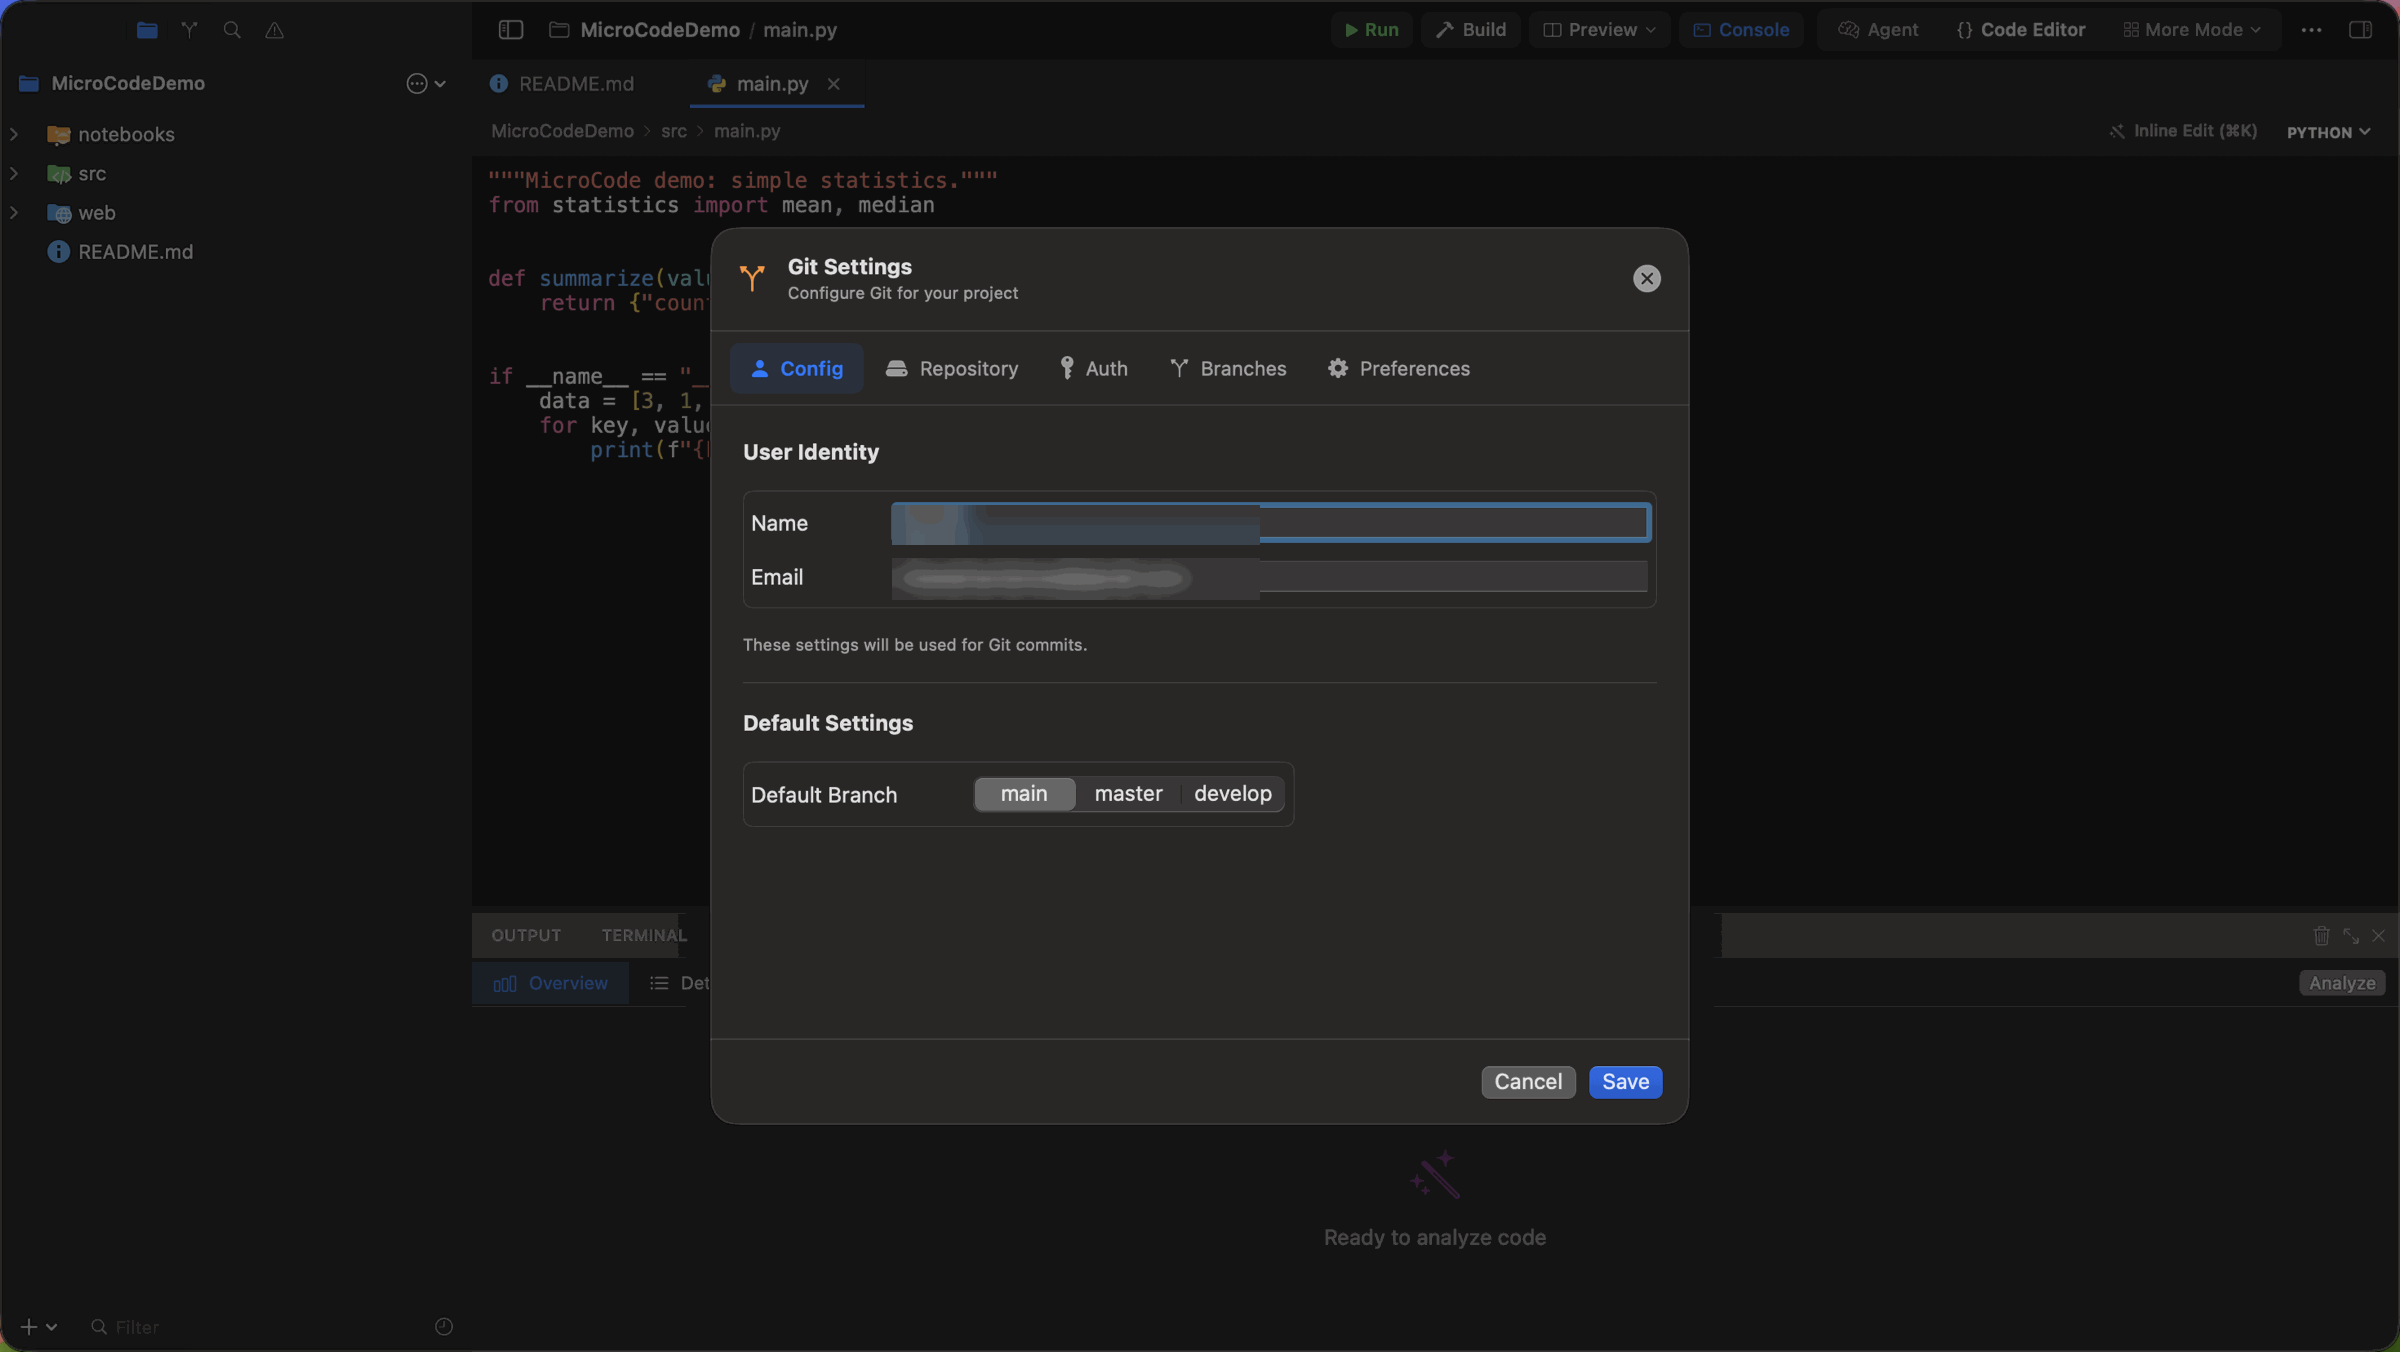 MicroCodeDemo / main.py
Run
Build
Preview
Console
Agent
{} Code Editor
More Mode
MicroCodeDemo
README.md
main.py
notebooks
src
web
README.md
MicroCodeDemo > src > main.py
Inline Edit (⌘K)
PYTHON
"""MicroCode demo: simple statistics."""
from statistics import mean, median
def summarize(valu
return {"coun
if __name__ == "__
data = [3, 1,
for key, value
print(f"{
Git Settings
Configure Git for your project
Config
Repository
Auth
Branches
Preferences
User Identity
Name
Email
These settings will be used for Git commits.
Default Settings
Default Branch
main
master
develop
Cancel
Save
OUTPUT
TERMINAL
Overview
Det
Analyze
Ready to analyze code
Filter